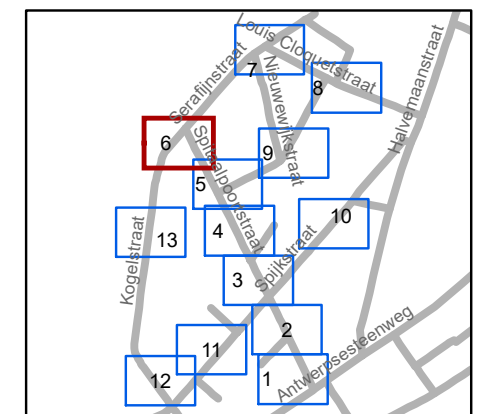 Louis Cloquetstraat
Serafijnstraat
7
Nieuwewijkstraat
8
Halvemaanstraat
6
Spitaalpoortstraat
9
5
10
4
13
Kogelstraat
Spijkstraat
3
2
Antwerpsesteenweg
11
1
12